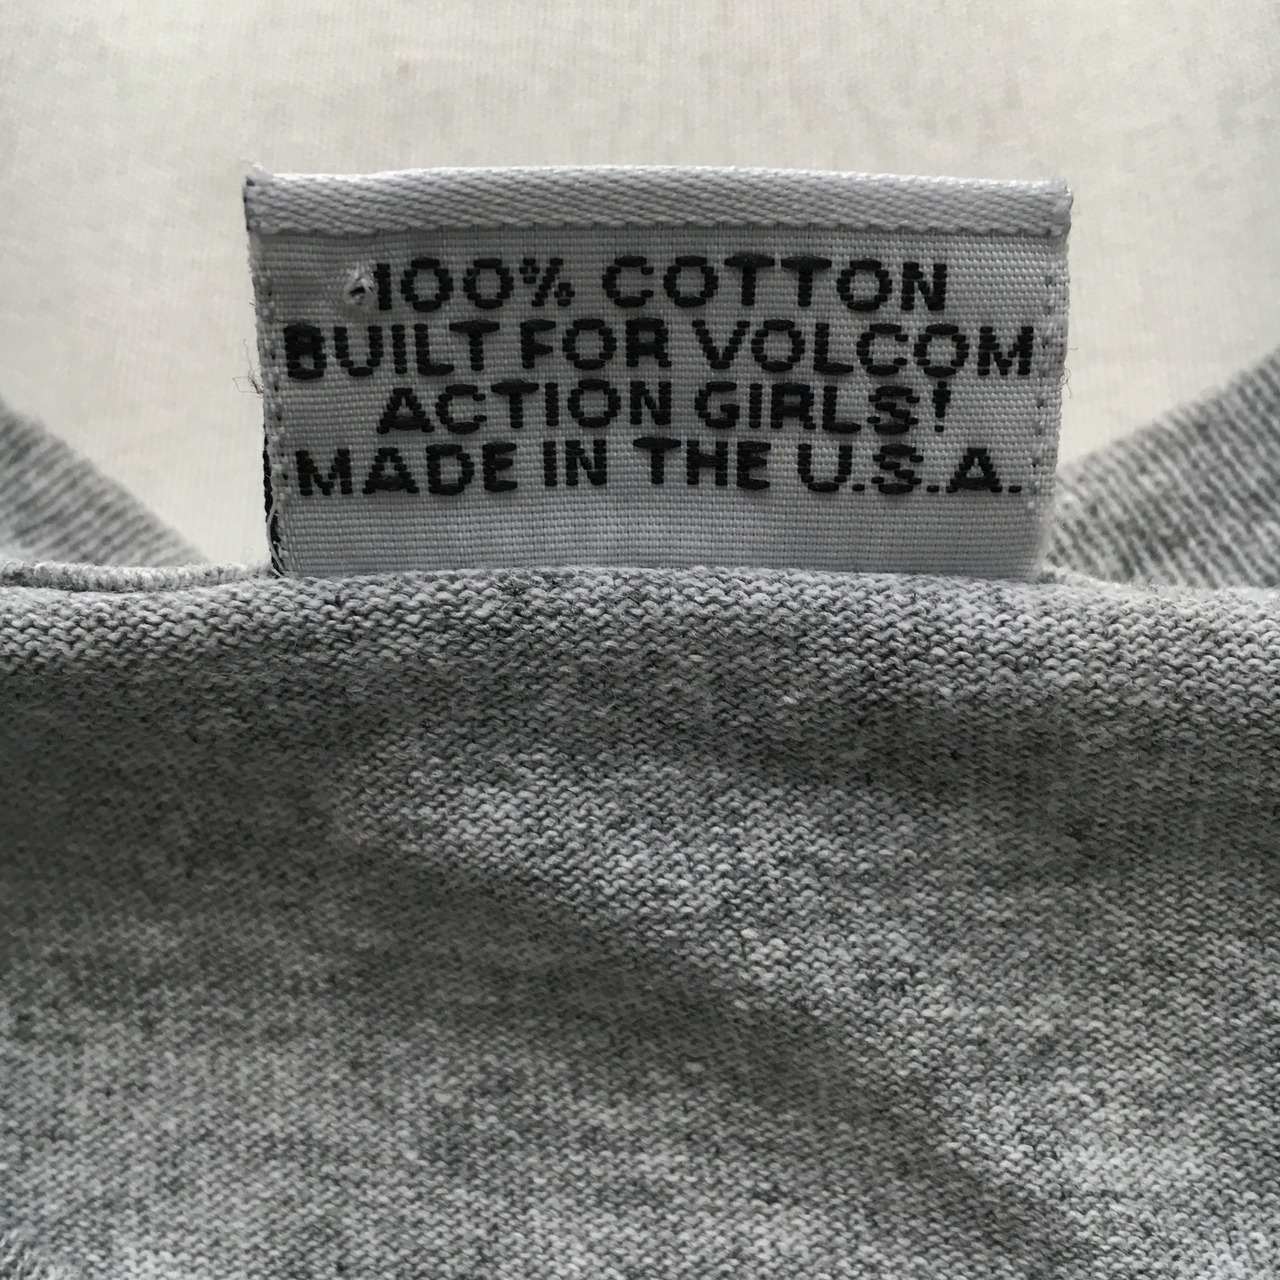 100% COTTON
BUILT FOR VOLCOM
ACTION GIRLS!
MADE IN THE U.S.A.